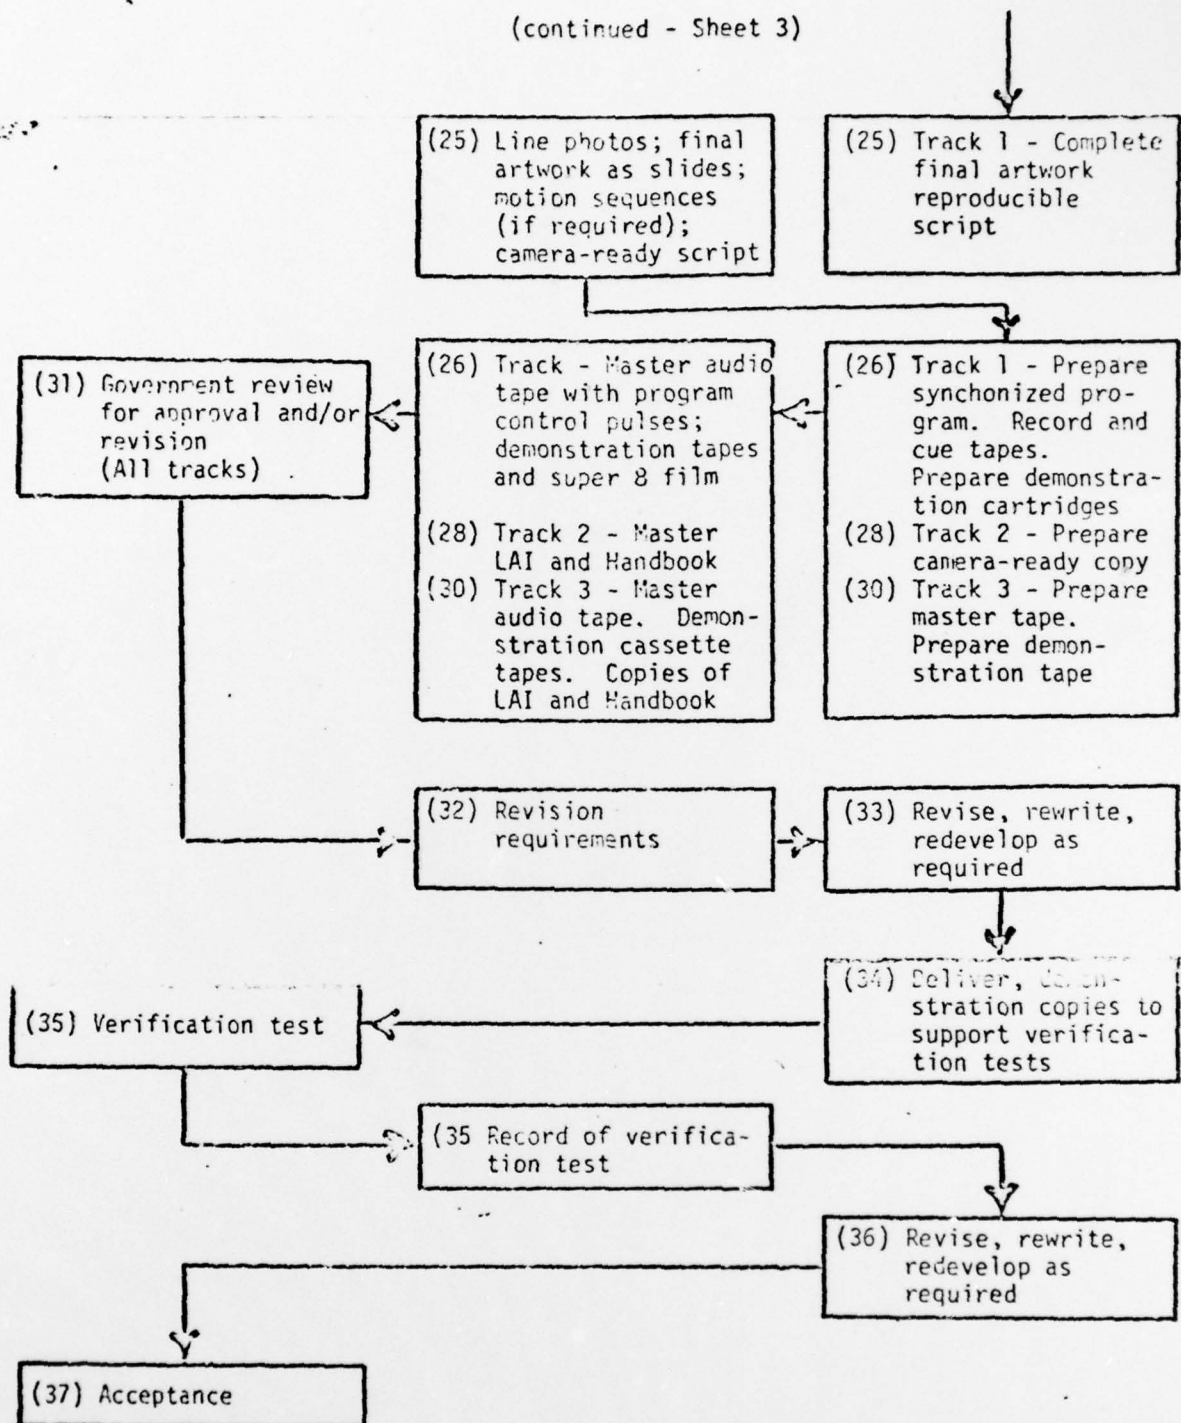 (continued - Sheet 3)
(25) Line photos; final
artwork as slides;
motion sequences
(if required);
camera-ready script
(25) Track 1 - Complete
final artwork
reproducible
script
(31) Government review
for approval and/or
revision
(All tracks)
(26) Track - Master audio
tape with program
control pulses;
demonstration tapes
and super 8 film
(28) Track 2 - Master
LAI and Handbook
(30) Track 3 - Master
audio tape. Demon-
stration cassette
tapes. Copies of
LAI and Handbook
(26) Track 1 - Prepare
synchonized pro-
gram. Record and
cue tapes.
Prepare demonstra-
tion cartridges
(28) Track 2 - Prepare
camera-ready copy
(30) Track 3 - Prepare
master tape.
Prepare demon-
stration tape
(32) Revision
requirements
(33) Revise, rewrite,
redevelop as
required
(34) Deliver, demon-
stration copies to
support verifica-
tion tests
(35) Verification test
(35 Record of verifica-
tion test
(36) Revise, rewrite,
redevelop as
required
(37) Acceptance